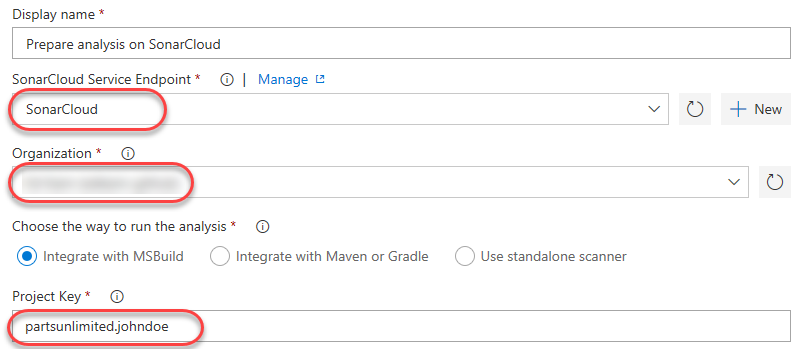 Display name *
Prepare analysis on SonarCloud
SonarCloud Service Endpoint * | Manage
SonarCloud New
Organization *
Choose the way to run the analysis *
Integrate with MSBuild Integrate with Maven or Gradle Use standalone scanner
Project Key *
partsunlimited.johndoe